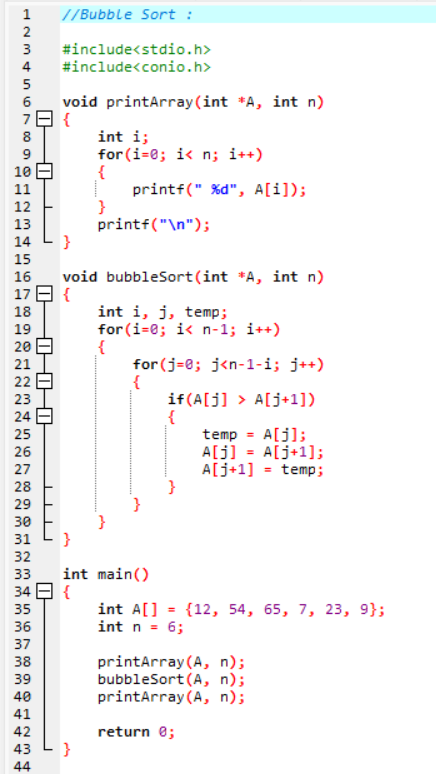 1 //Bubble Sort :
2
3 #include<stdio.h>
4 #include<conio.h>
5
6 void printArray(int *A, int n)
7 {
8     int i;
9     for(i=0; i< n; i++)
10     {
11         printf(" %d", A[i]);
12     }
13     printf("\n");
14 }
15
16 void bubbleSort(int *A, int n)
17 {
18     int i, j, temp;
19     for(i=0; i< n-1; i++)
20     {
21         for(j=0; j<n-1-i; j++)
22         {
23             if(A[j] > A[j+1])
24             {
25                 temp = A[j];
26                 A[j] = A[j+1];
27                 A[j+1] = temp;
28             }
29         }
30     }
31 }
32
33 int main()
34 {
35     int A[] = {12, 54, 65, 7, 23, 9};
36     int n = 6;
37
38     printArray(A, n);
39     bubbleSort(A, n);
40     printArray(A, n);
41
42     return 0;
43 }
44